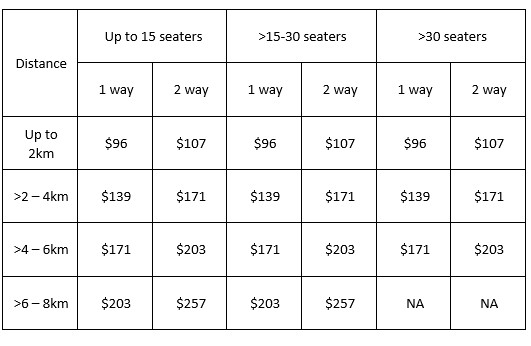 Distance Up to 15 seaters >15-30 seaters >30 seaters
1 way 2 way 1 way 2 way 1 way 2 way
Up to
2km $96 $107 $96 $107 $96 $107
>2 – 4km $139 $171 $139 $171 $139 $171
>4 – 6km $171 $203 $171 $203 $171 $203
>6 – 8km $203 $257 $203 $257 NA NA